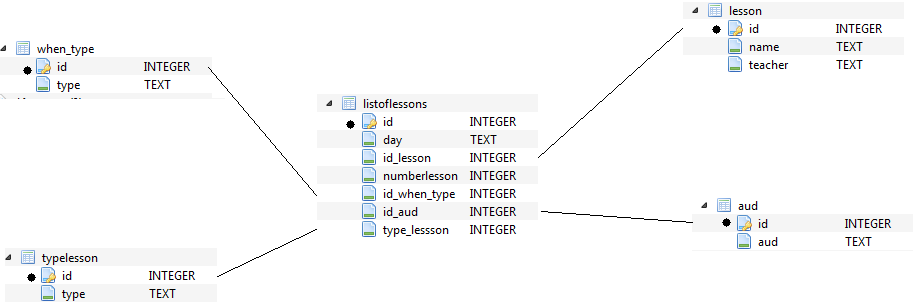 when_type
id INTEGER
type TEXT
listoflessons
id INTEGER
day TEXT
id_lesson INTEGER
numberlesson INTEGER
id_when_type INTEGER
id_aud INTEGER
type_lessson INTEGER
lesson
id INTEGER
name TEXT
teacher TEXT
aud
id INTEGER
aud TEXT
typelesson
id INTEGER
type TEXT